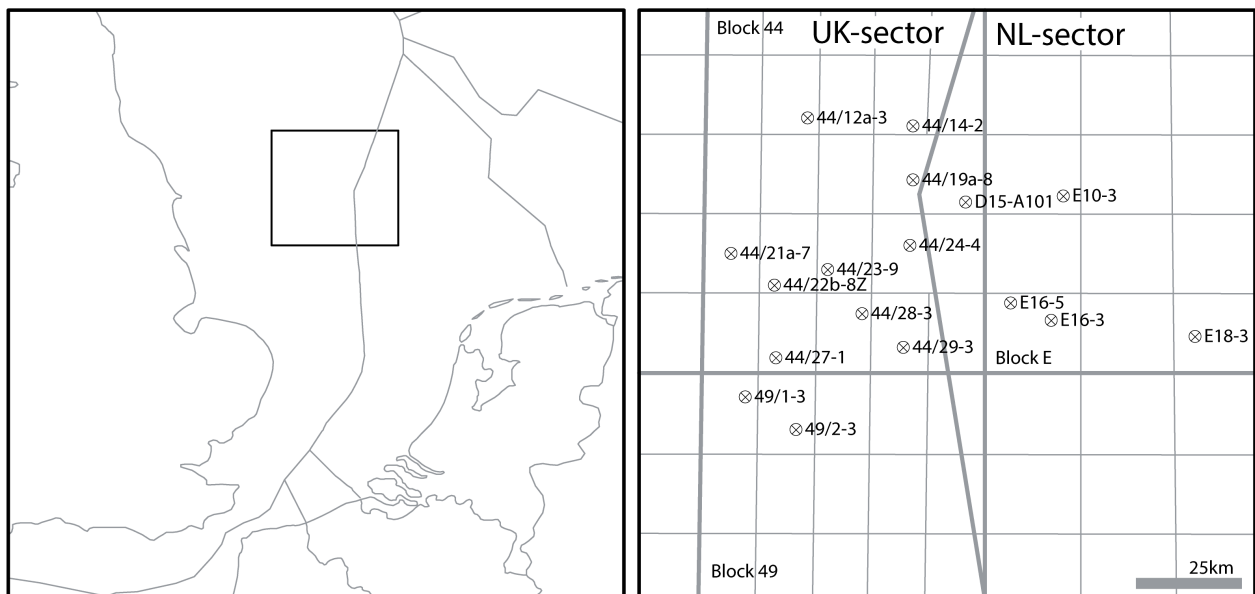 Block 44
UK-sector
NL-sector
44/12a-3
44/14-2
44/19a-8
D15-A101
E10-3
44/24-4
44/21a-7
44/23-9
44/22b-8Z
E16-5
44/28-3
E16-3
E18-3
44/29-3
44/27-1
Block E
49/1-3
49/2-3
Block 49
25km